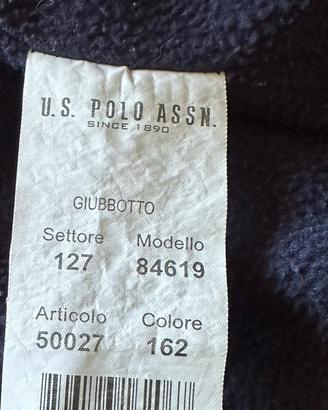 U.S. POLO ASSN.
SINCE 1890
GIUBBOTTO
Settore Modello
127 84619
Articolo Colore
50027 162